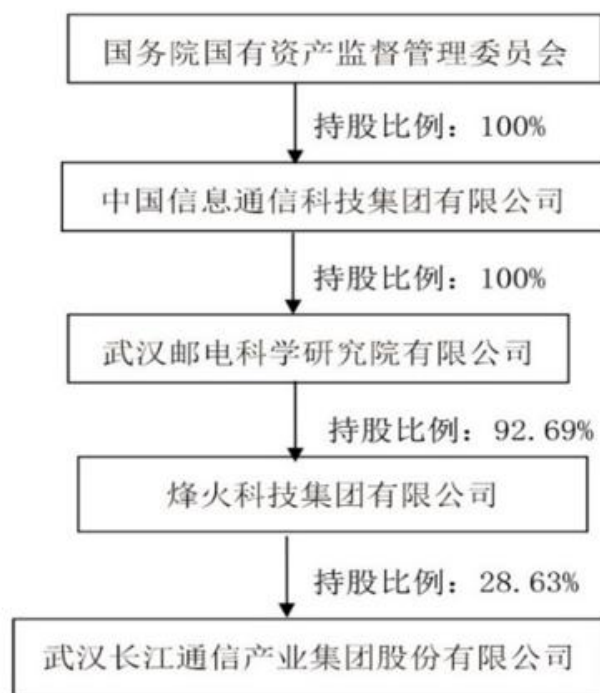 国务院国有资产监督管理委员会
持股比例：100%
中国信息通信科技集团有限公司
持股比例：100%
武汉邮电科学研究院有限公司
持股比例：92.69%
烽火科技集团有限公司
持股比例：28.63%
武汉长江通信产业集团股份有限公司